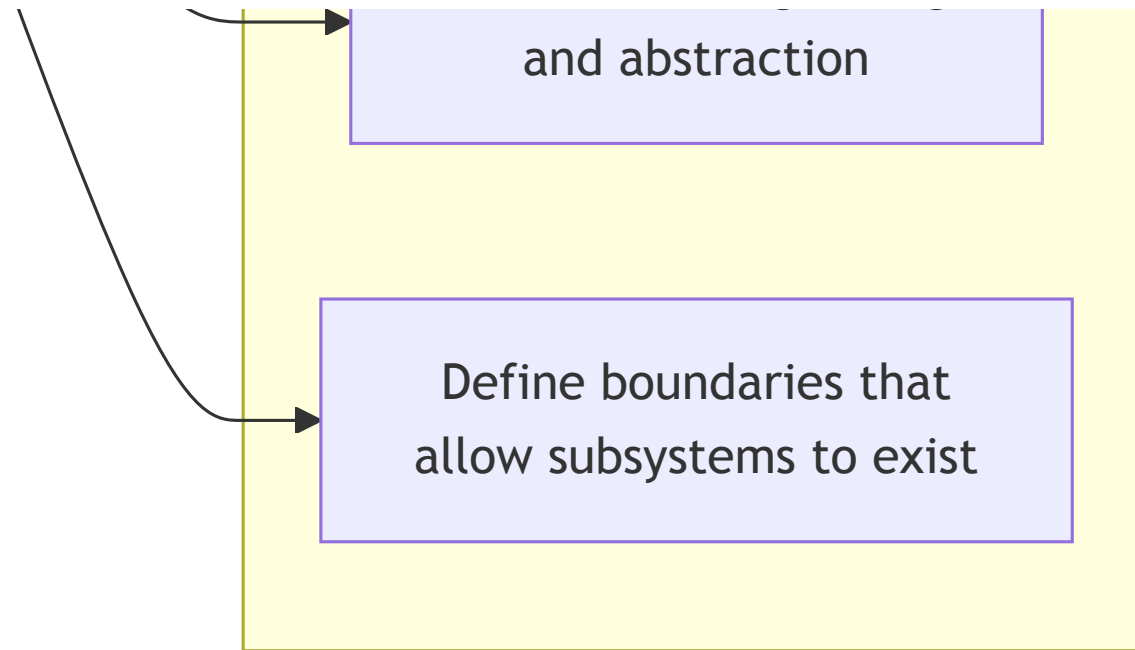 and abstraction
Define boundaries that
allow subsystems to exist